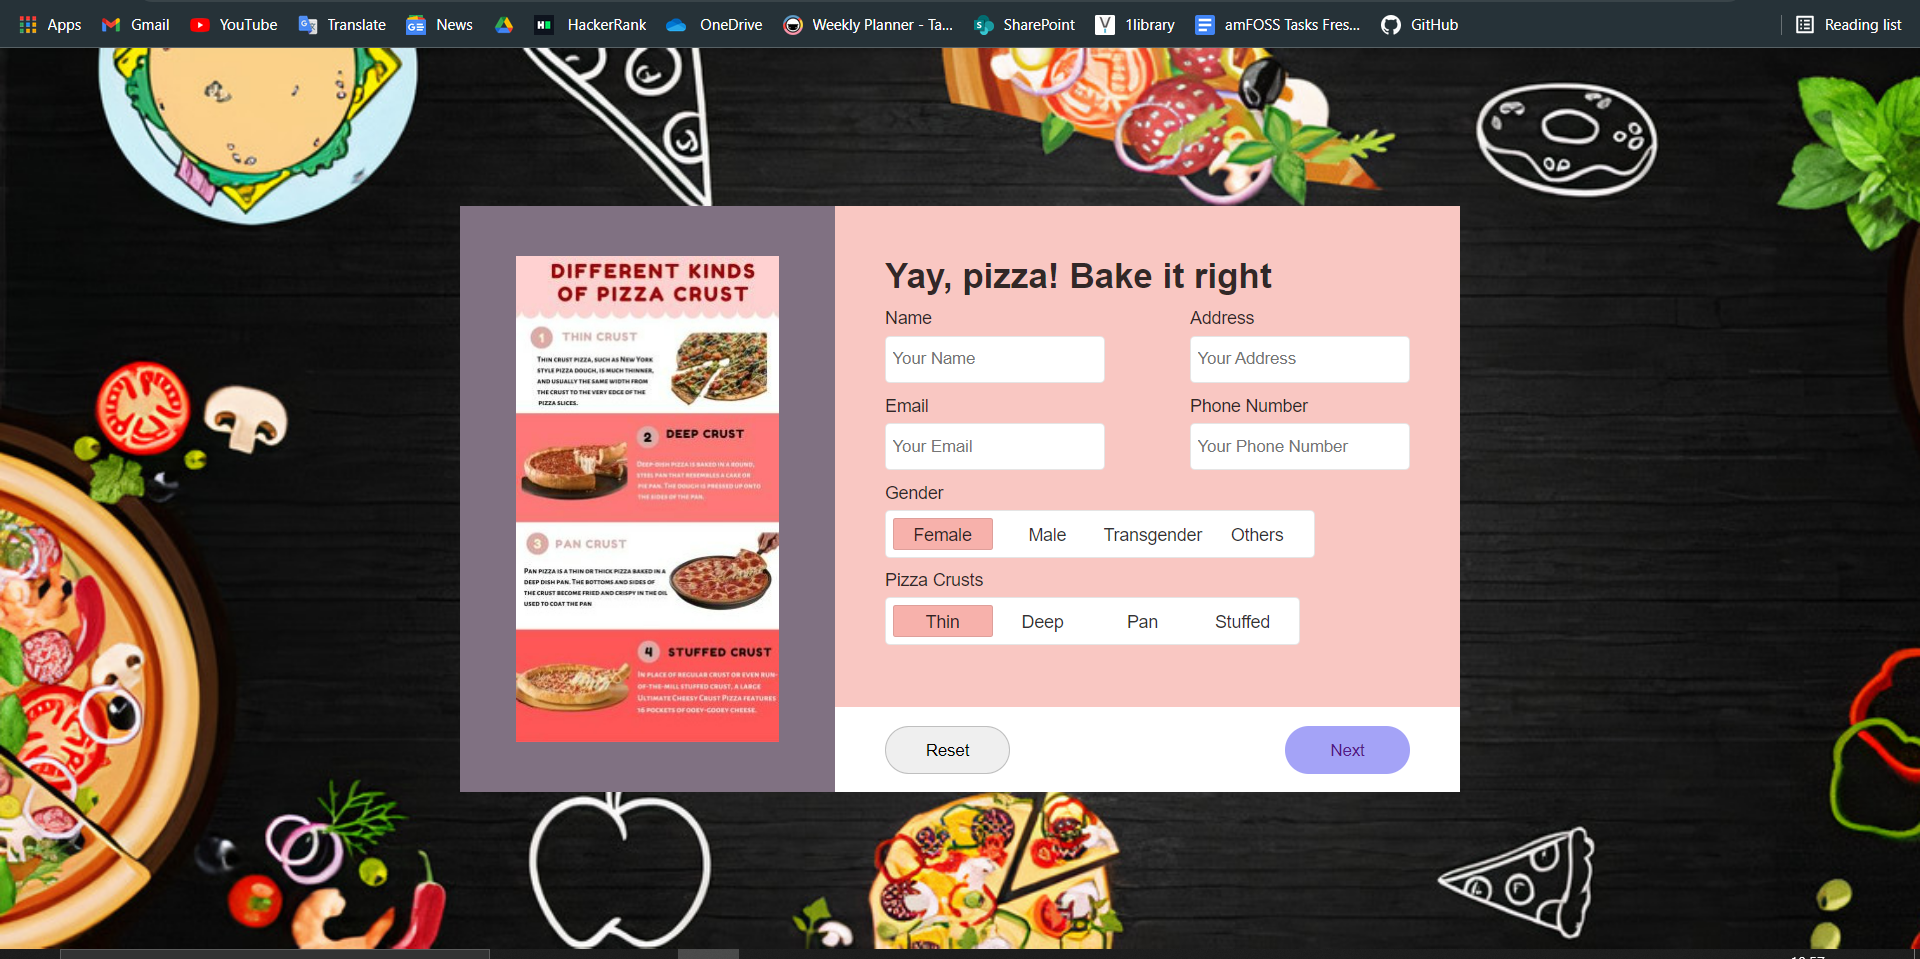 Apps
Gmail
YouTube
Translate
News
HackerRank
OneDrive
Weekly Planner - Ta...
SharePoint
1library
amFOSS Tasks Fres...
GitHub
Reading list
DIFFERENT KINDS
OF PIZZA CRUST
1 THIN CRUST
THIN CRUST PIZZA, SUCH AS NEW YORK
STYLE PIZZA DOUGH, IS MUCH THINNER,
AND USUALLY THE SAME WIDTH FROM
THE CRUST TO THE VERY EDGE OF THE
PIZZA SLICES.
2 DEEP CRUST
DEEP-DISH PIZZA IS BAKED IN A ROUND,
STEEL PAN THAT RESEMBLES A CAKE OR
PIE PAN. THE DOUGH IS PRESSED UP ONTO
THE SIDES OF THE PAN.
3 PAN CRUST
PAN PIZZA IS A THIN OR THICK PIZZA BAKED IN A
DEEP DISH PAN. THE BOTTOMS AND SIDES OF
THE CRUST BECOME FRIED AND CRISPY IN THE OIL
USED TO COAT THE PAN
4 STUFFED CRUST
IN PLACE OF REGULAR CRUST OR EVEN RUN-
OF-THE-MILL STUFFED CRUST, A LARGE
ULTIMATE CHEESY CRUST PIZZA FEATURES
16 POCKETS OF OOEY-GOOEY CHEESE.
Yay, pizza! Bake it right
Name
Address
Your Name
Your Address
Email
Phone Number
Your Email
Your Phone Number
Gender
Female
Male
Transgender
Others
Pizza Crusts
Thin
Deep
Pan
Stuffed
Reset
Next